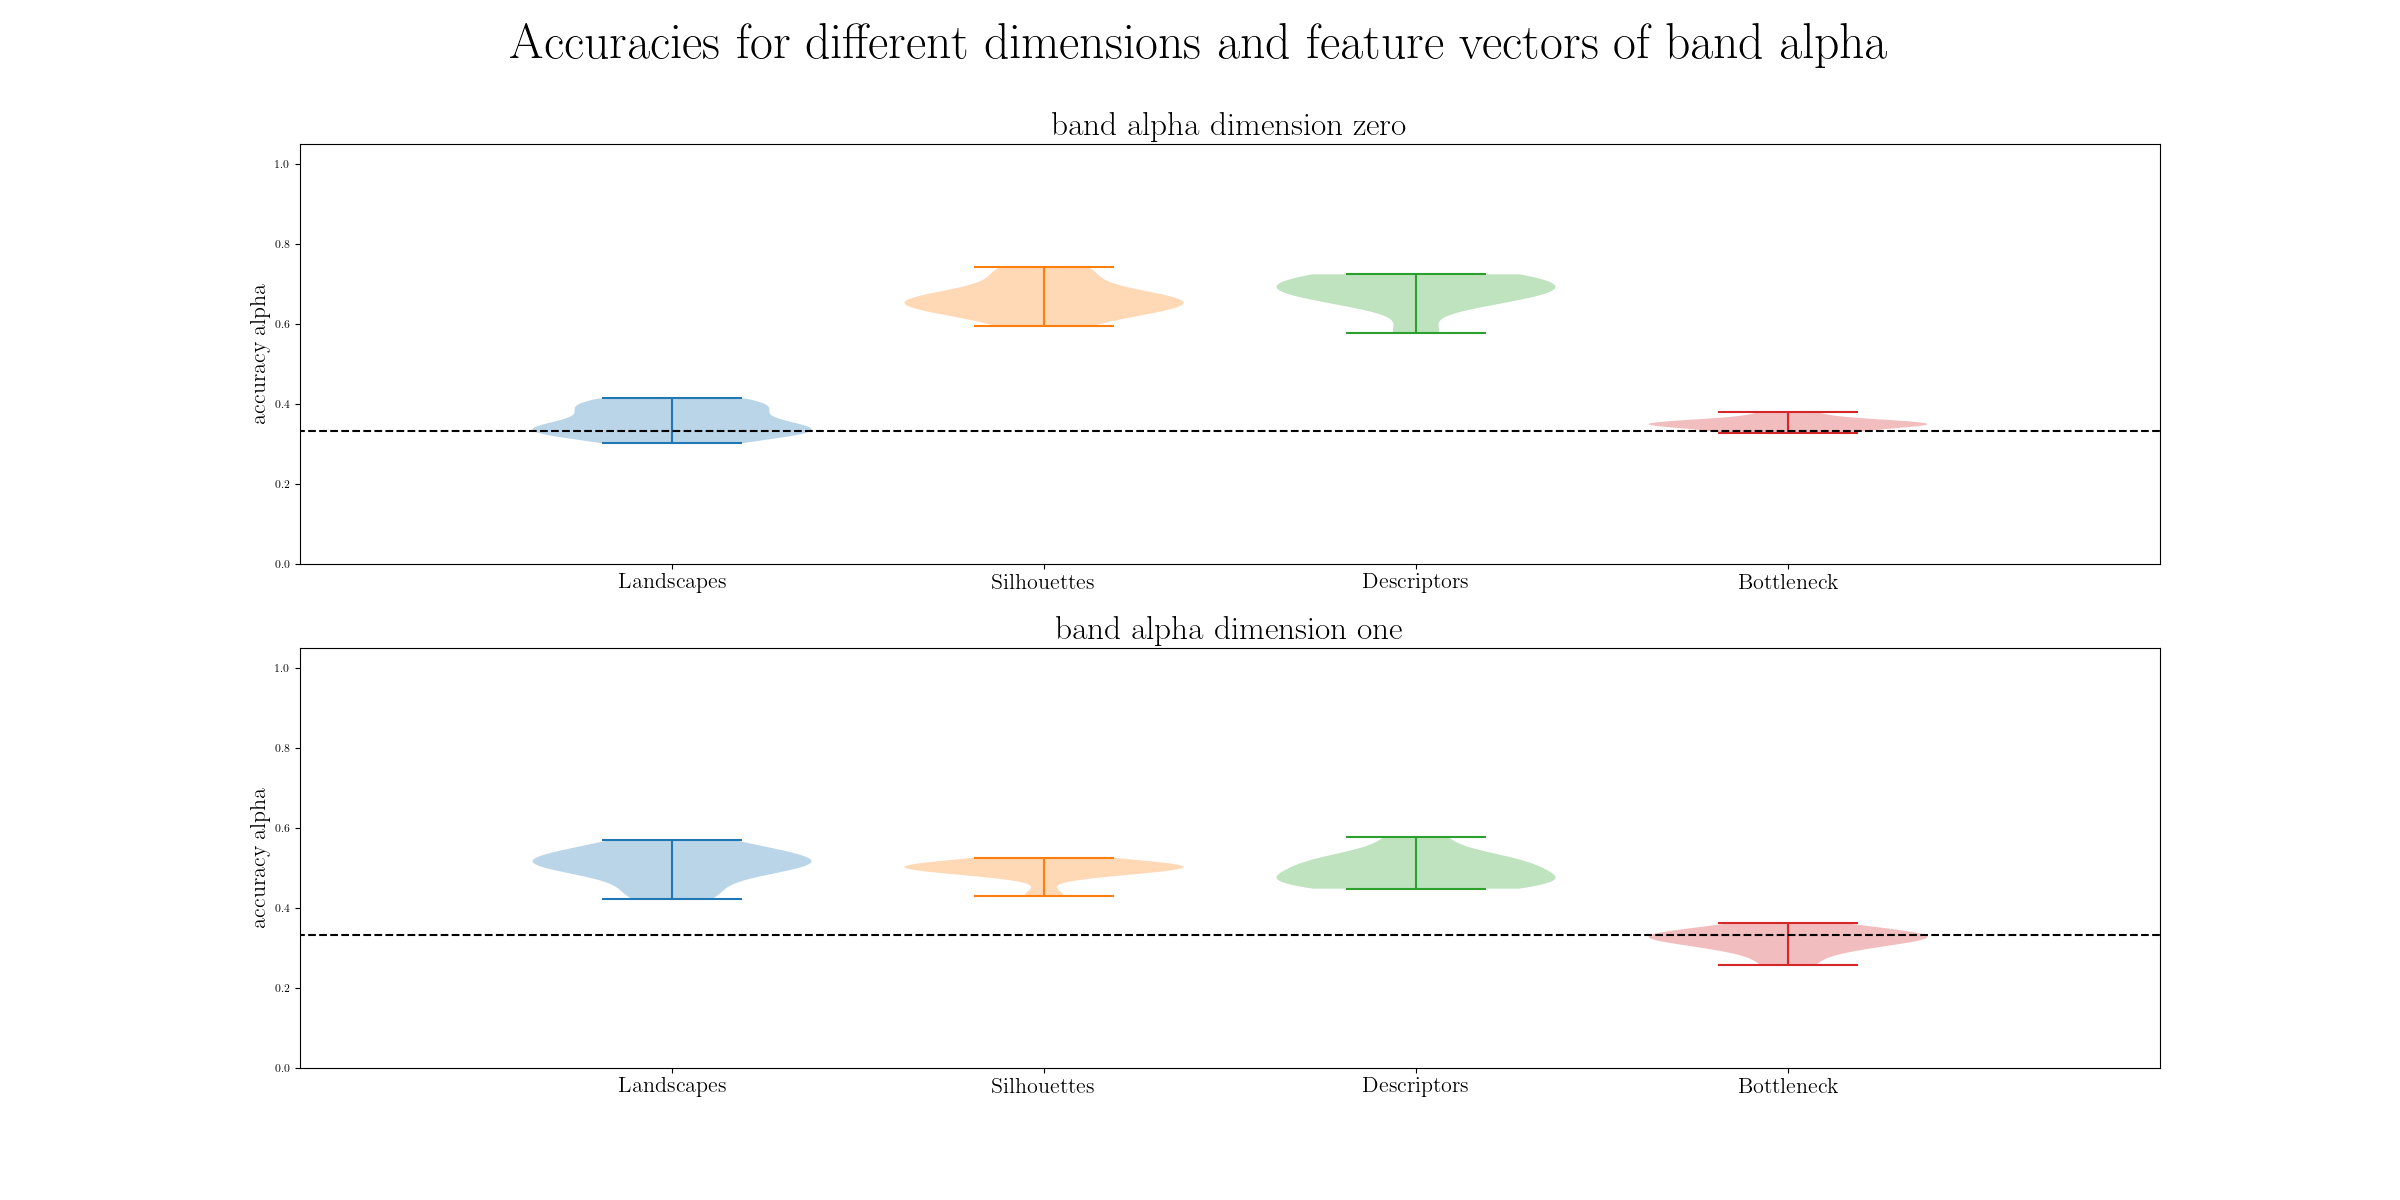 Accuracies for different dimensions and feature vectors of band alpha
band alpha dimension zero
accuracy alpha
1.0
0.8
0.6
0.4
0.2
0.0
Landscapes Silhouettes Descriptors Bottleneck
band alpha dimension one
accuracy alpha
1.0
0.8
0.6
0.4
0.2
0.0
Landscapes Silhouettes Descriptors Bottleneck